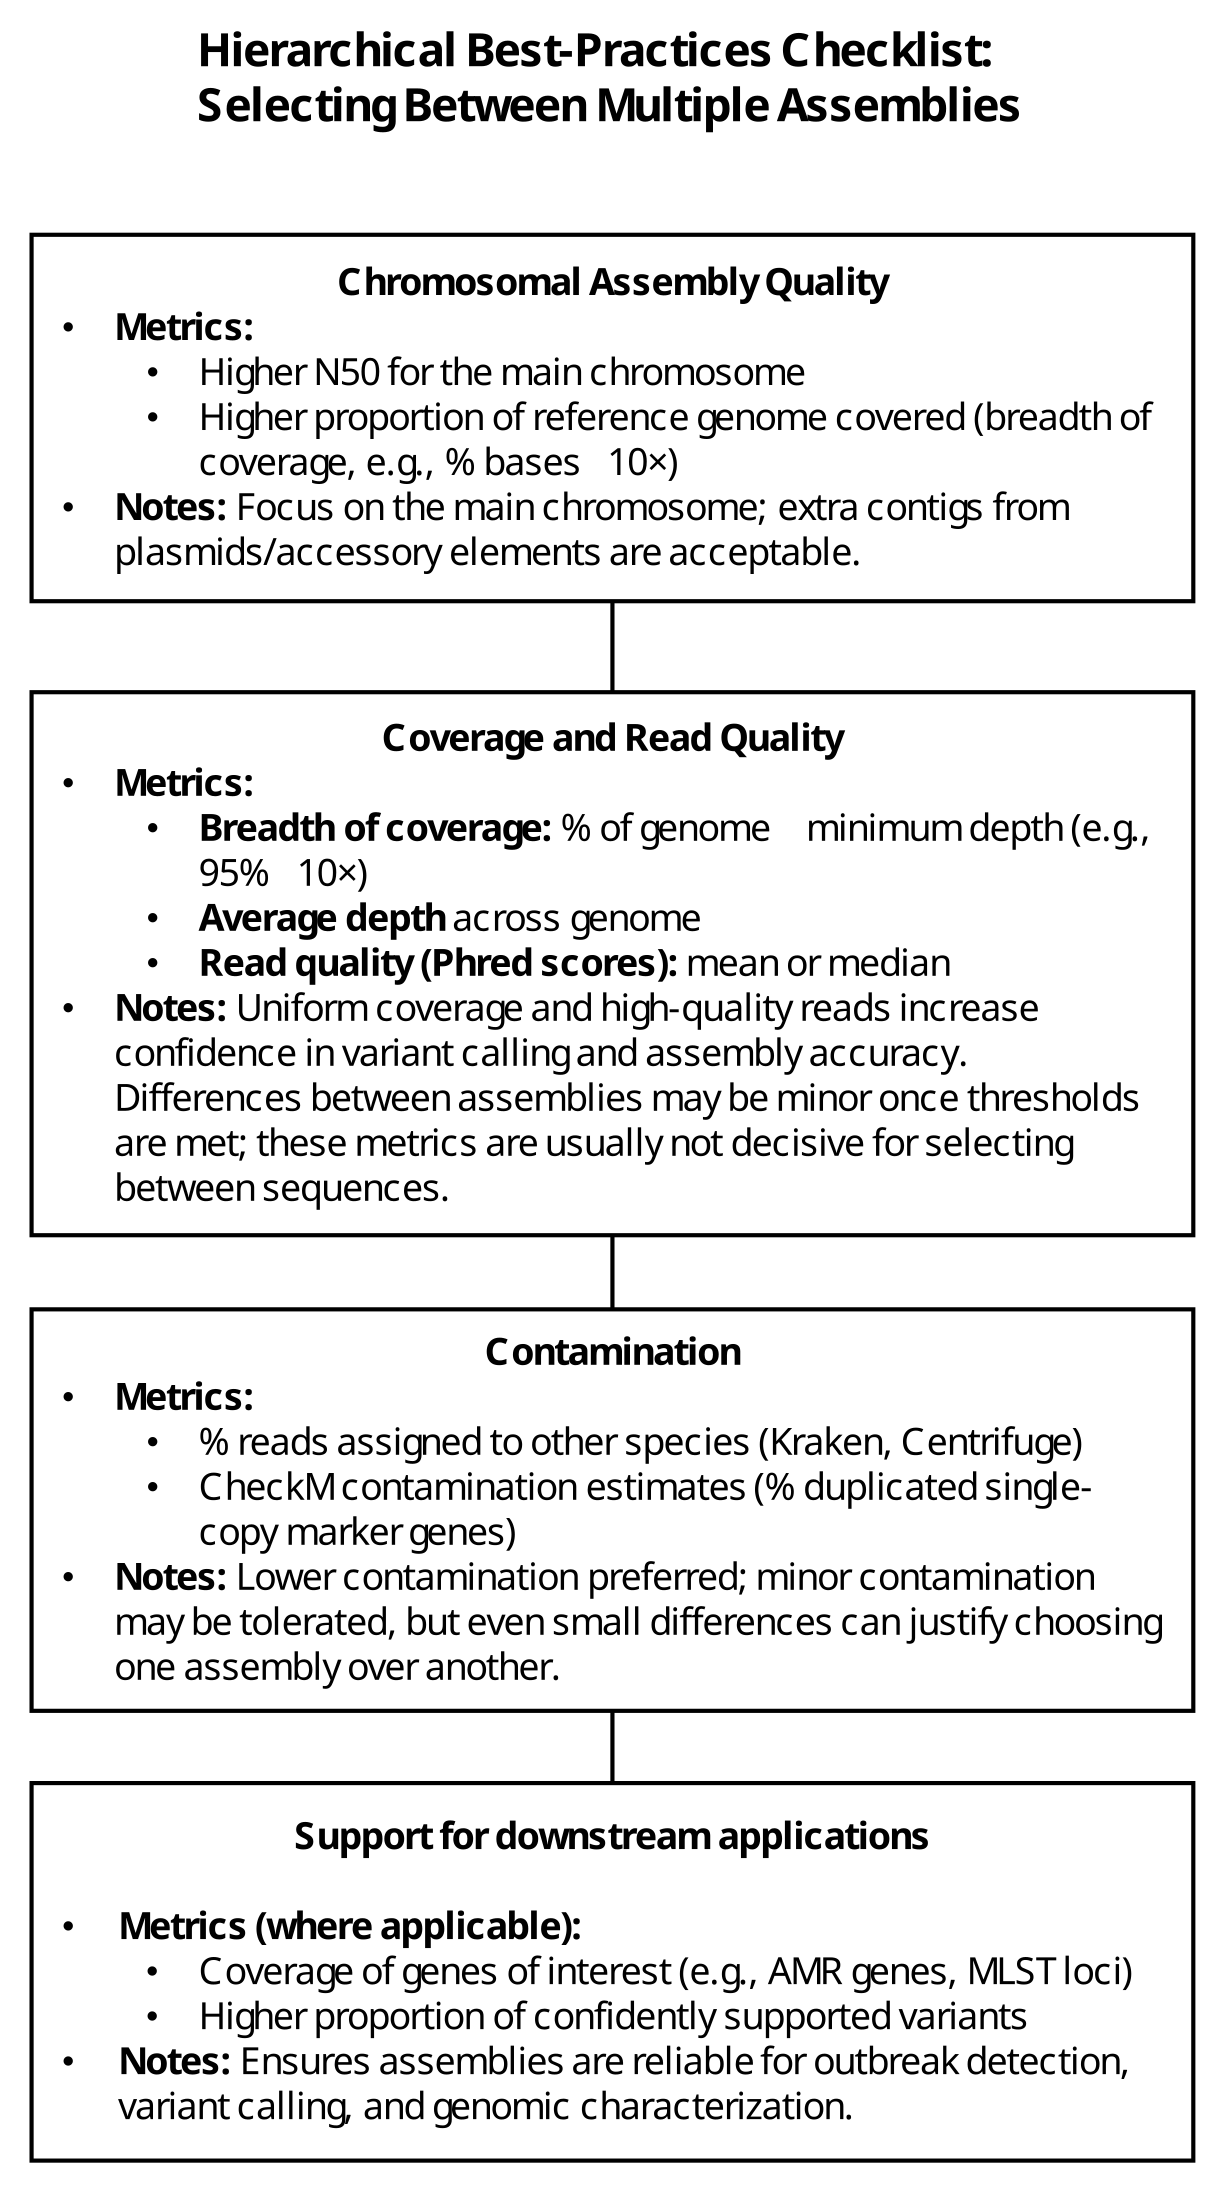 Hierarchical Best-Practices Checklist:
Selecting Between Multiple Assemblies
Chromosomal Assembly Quality
• Metrics:
• Higher N50 for the main chromosome
• Higher proportion of reference genome covered (breadth of
coverage, e.g., % bases 10×)
• Notes: Focus on the main chromosome; extra contigs from
plasmids/accessory elements are acceptable.
Coverage and Read Quality
• Metrics:
• Breadth of coverage: % of genome minimum depth (e.g.,
95% 10×)
• Average depth across genome
• Read quality (Phred scores): mean or median
• Notes: Uniform coverage and high-quality reads increase
confidence in variant calling and assembly accuracy.
Differences between assemblies may be minor once thresholds
are met; these metrics are usually not decisive for selecting
between sequences.
Contamination
• Metrics:
• % reads assigned to other species (Kraken, Centrifuge)
• CheckM contamination estimates (% duplicated single-
copy marker genes)
• Notes: Lower contamination preferred; minor contamination
may be tolerated, but even small differences can justify choosing
one assembly over another.
Support for downstream applications
• Metrics (where applicable):
• Coverage of genes of interest (e.g., AMR genes, MLST loci)
• Higher proportion of confidently supported variants
• Notes: Ensures assemblies are reliable for outbreak detection,
variant calling, and genomic characterization.